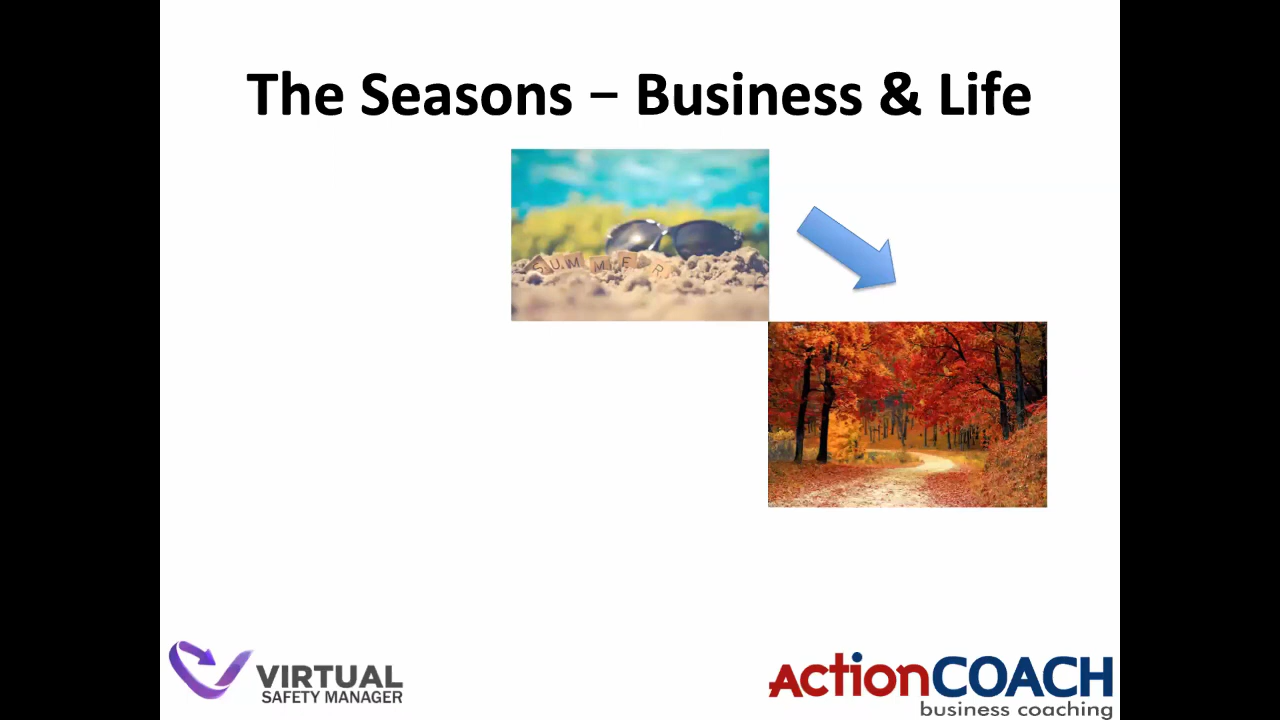 The Seasons – Business & Life
SUMMER
VIRTUAL
SAFETY MANAGER
ActionCOACH
business coaching